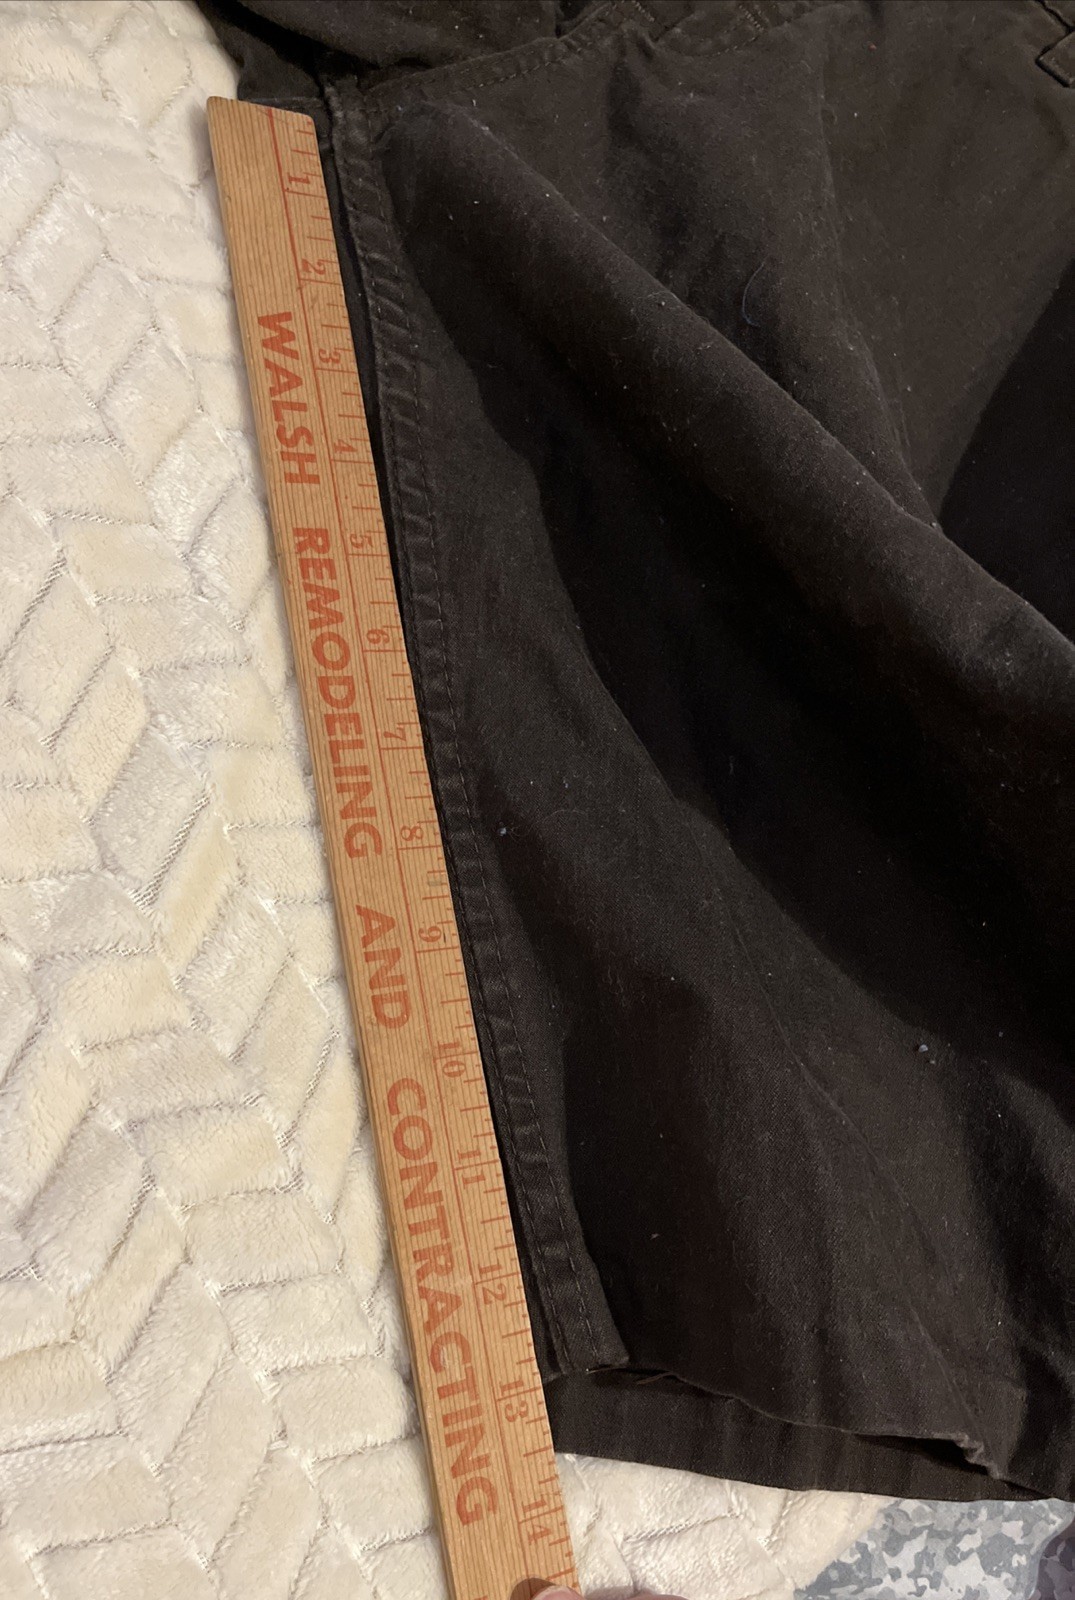 WALSH REMODELING AND CONTRACTING
1 2 3 4 5 6 7 8 9 10 11 12 13 14